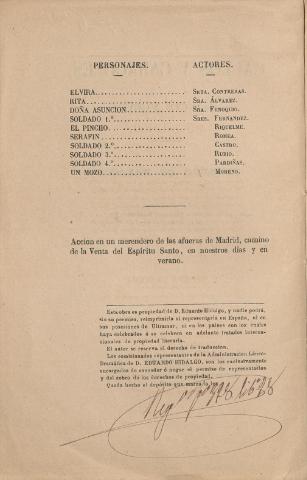 PERSONAJES. ACTORES.
ELVIRA........ SRTA. CONTRERAS.
RITA........ SRA. ÁLVAREZ.
DOÑA ASUNCION........ SRA. FENOQUIO.
SOLDADO 1.º........ SRES. FERNANDEZ.
EL PINCHO........ RIQUELME.
SERAFIN........ ROMEA.
SOLDADO 2.º........ CASTRO.
SOLDADO 3.º........ RUBIO.
SOLDADO 4.º........ PARDIÑAS.
UN MOZO........ MORENO.
Accion en un merendero de las afueras de Madrid, camino
de la Venta del Espíritu Santo, en nuestros dias y en
verano.
Esta obra es propiedad de D. Eduardo Hidalgo, y nadie podrá,
sin su permiso, reimprimirla ni representarla en España, ni en
sus posesiones de Ultramar, ni en los países con los cuales
haya celebrados ó se celebren en adelante tratados interna-
cionales de propiedad literaria.
El autor se reserva el derecho de traduccion.
Los comisionados representantes de la Administracion Lírico-
Dramática de D. EDUARDO HIDALGO, son los exclusivamente
encargados de conceder ó negar el permiso de representacion
y del cobro de los derechos de propiedad.
Queda hecho el depósito que marca la ley.